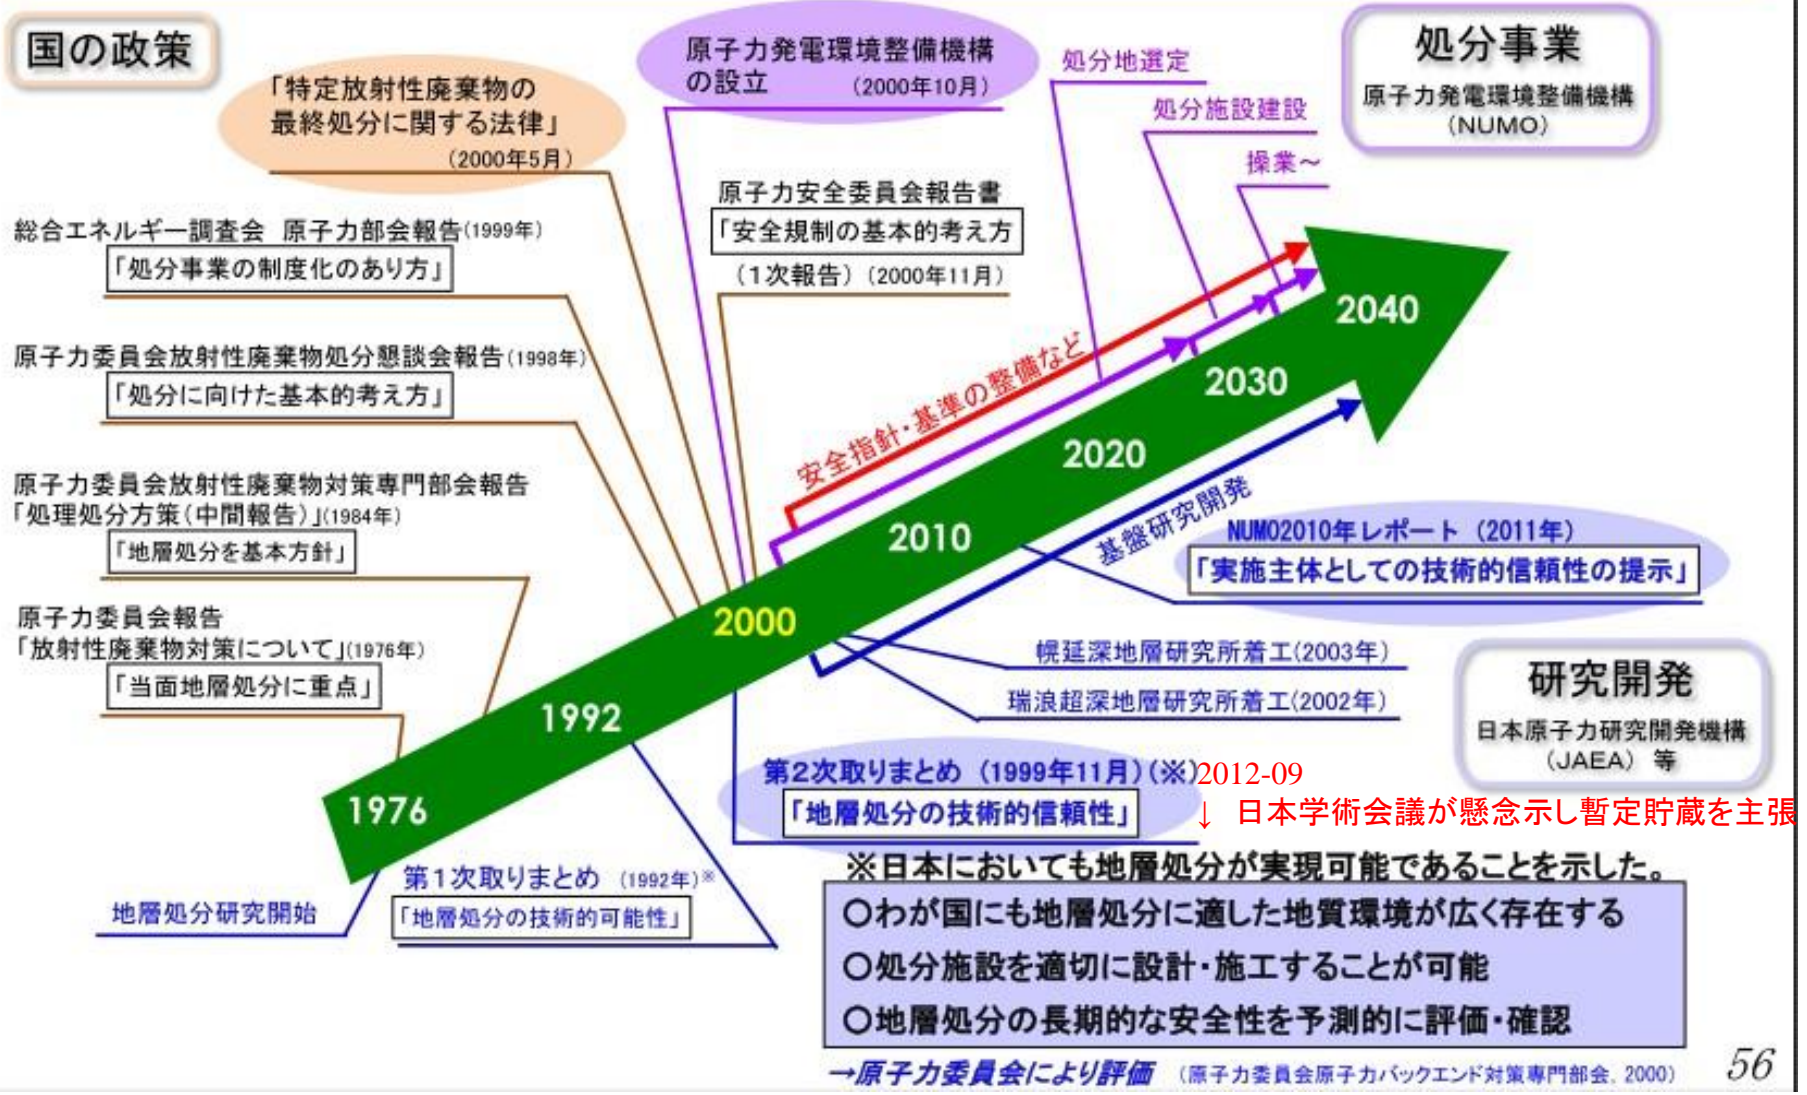 国の政策
「特定放射性廃棄物の
最終処分に関する法律」
(2000年5月)
原子力発電環境整備機構
の設立 (2000年10月)
処分地選定
処分施設建設
操業～
処分事業
原子力発電環境整備機構
(NUMO)
総合エネルギー調査会 原子力部会報告(1999年)
「処分事業の制度化のあり方」
原子力安全委員会報告書
「安全規制の基本的考え方
(1次報告) (2000年11月)
原子力委員会放射性廃棄物処分懇談会報告(1998年)
「処分に向けた基本的考え方」
原子力委員会放射性廃棄物対策専門部会報告
「処理処分方策(中間報告)」(1984年)
「地層処分を基本方針」
原子力委員会報告
「放射性廃棄物対策について」(1976年)
「当面地層処分に重点」
安全指針・基準の整備など
2040
2030
2020
2010
2000
1992
1976
基盤研究開発
NUMO2010年レポート (2011年)
「実施主体としての技術的信頼性の提示」
幌延深地層研究所着工(2003年)
瑞浪超深地層研究所着工(2002年)
研究開発
日本原子力研究開発機構
(JAEA) 等
第2次取りまとめ (1999年11月)(※)
「地層処分の技術的信頼性」
2012-09
↓ 日本学術会議が懸念示し暫定貯蔵を主張
地層処分研究開始
第1次取りまとめ (1992年)※
「地層処分の技術的可能性」
※日本においても地層処分が実現可能であることを示した。
○わが国にも地層処分に適した地質環境が広く存在する
○処分施設を適切に設計・施工することが可能
○地層処分の長期的な安全性を予測的に評価・確認
→原子力委員会により評価 (原子力委員会原子力バックエンド対策専門部会, 2000)
56